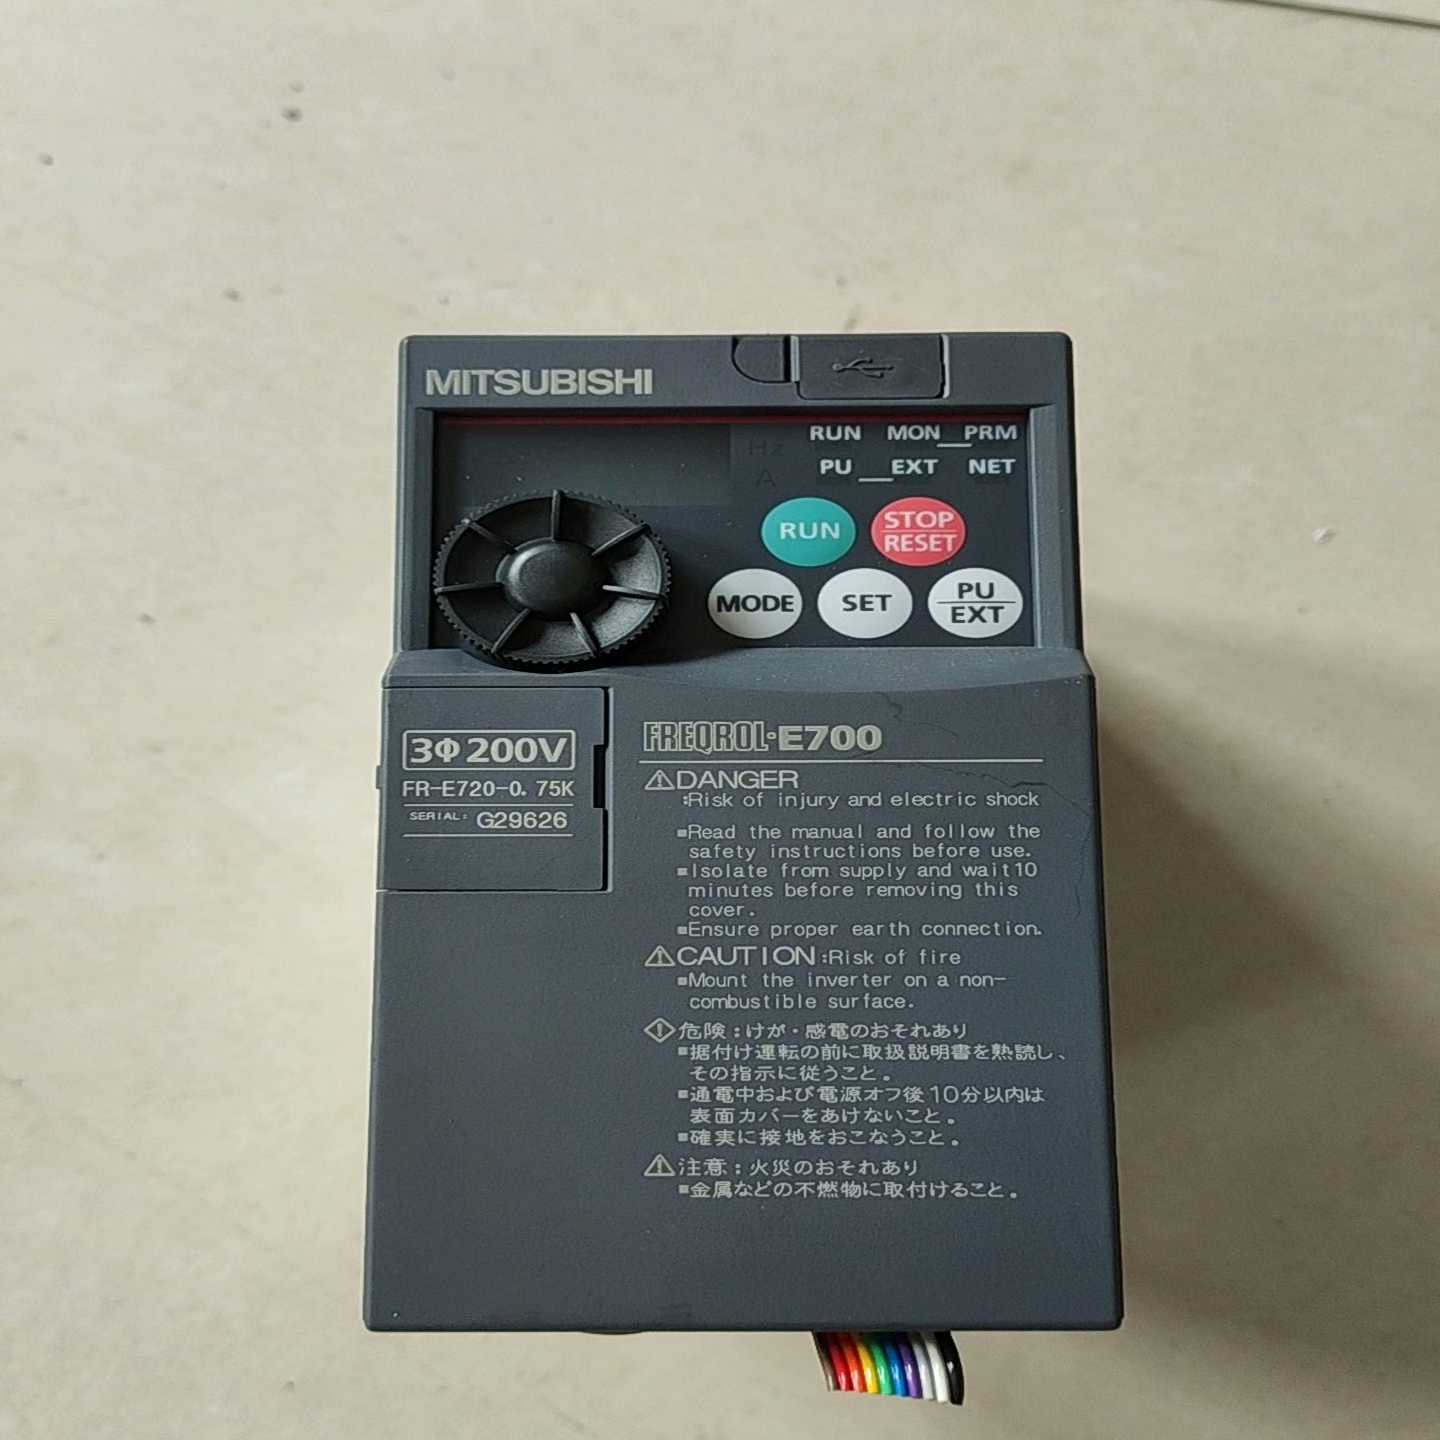 MITSUBISHI
Hz
A
RUN MON PRM
PU EXT NET
RUN
STOP
RESET
MODE
SET
PU
EXT
3Φ 200V
FR-E720-0.75K
SERIAL: G29626
FREQROL-E700
DANGER
:Risk of injury and electric shock
■Read the manual and follow the
safety instructions before use.
■Isolate from supply and wait 10
minutes before removing this
cover.
■Ensure proper earth connection.
CAUTION :Risk of fire
■Mount the inverter on a non-
combustible surface.
危険：けが・感電のおそれあり
■据付け運転の前に取扱説明書を熟読し、
その指示に従うこと。
■通電中および電源オフ後10分以内は
表面カバーをあけないこと。
■確実に接地をおこなうこと。
注意：火災のおそれあり
■金属などの不燃物に取付けること。